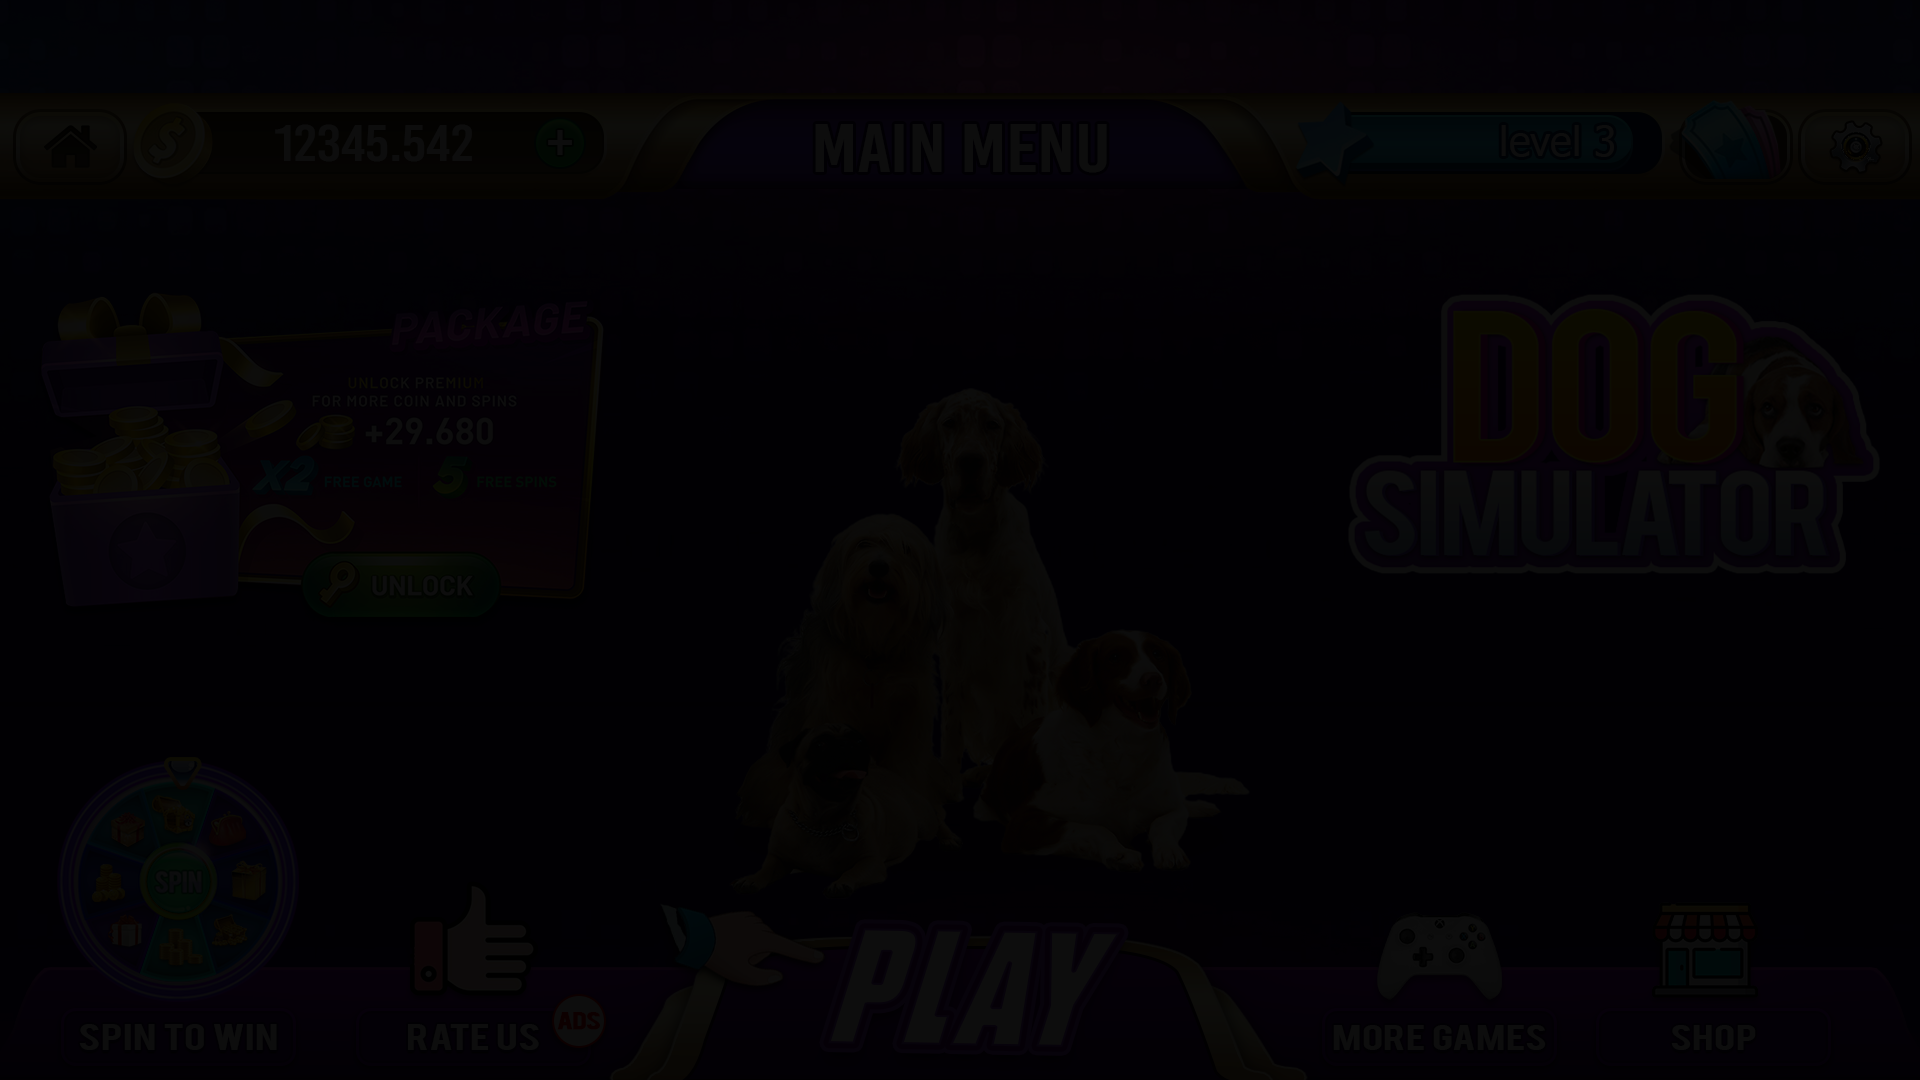 12345.542
MAIN MENU
level 3
PACKAGE
UNLOCK PREMIUM
FOR MORE COIN AND SPINS
+29.680
x2 FREE GAME 5 FREE SPINS
UNLOCK
DOG
SIMULATOR
SPIN
SPIN TO WIN
RATE US
ADS
PLAY
MORE GAMES
SHOP